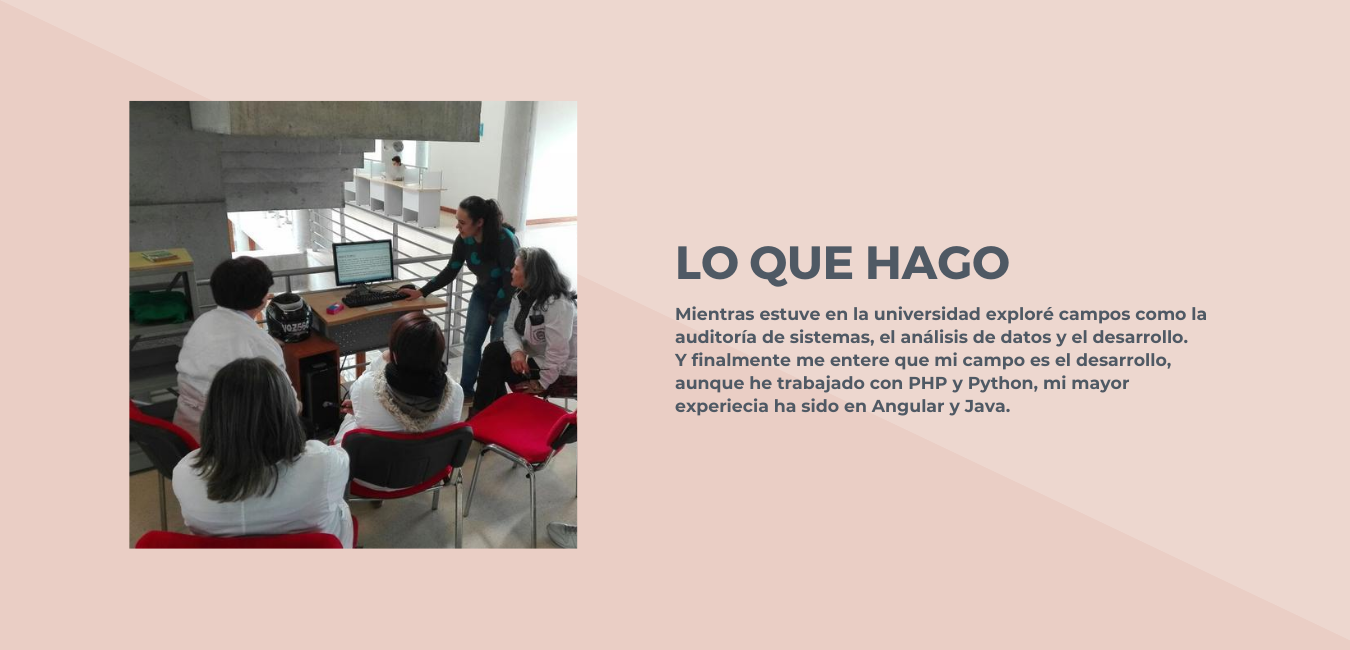 LO QUE HAGO
Mientras estuve en la universidad exploré campos como la
auditoría de sistemas, el análisis de datos y el desarrollo.
Y finalmente me entere que mi campo es el desarrollo,
aunque he trabajado con PHP y Python, mi mayor
experiecia ha sido en Angular y Java.